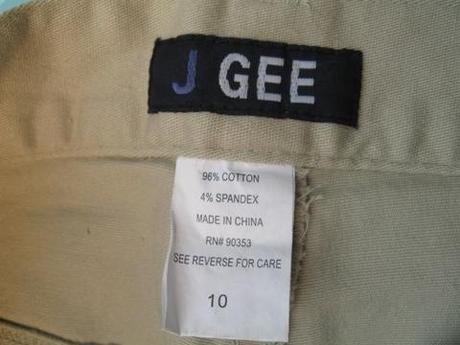 J GEE
96% COTTON
4% SPANDEX
MADE IN CHINA
RN# 90353
SEE REVERSE FOR CARE
10